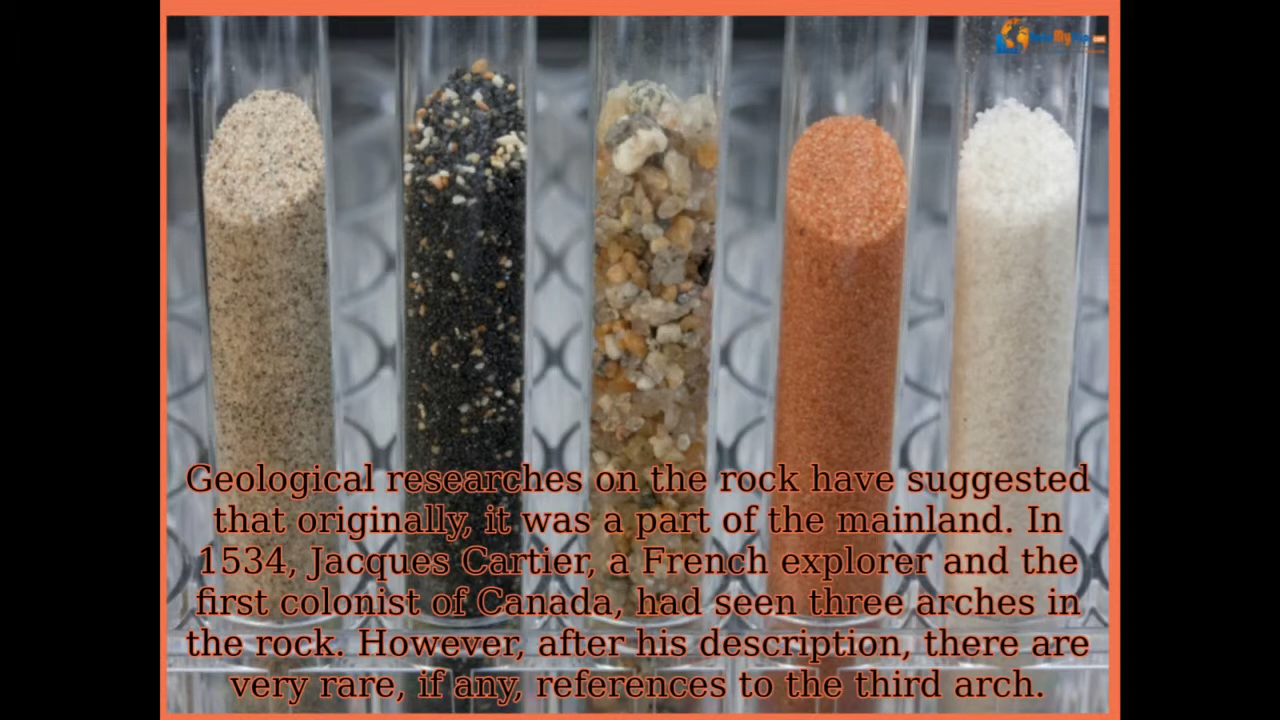 Geological researches on the rock have suggested
that originally, it was a part of the mainland. In
1534, Jacques Cartier, a French explorer and the
first colonist of Canada, had seen three arches in
the rock. However, after his description, there are
very rare, if any, references to the third arch.